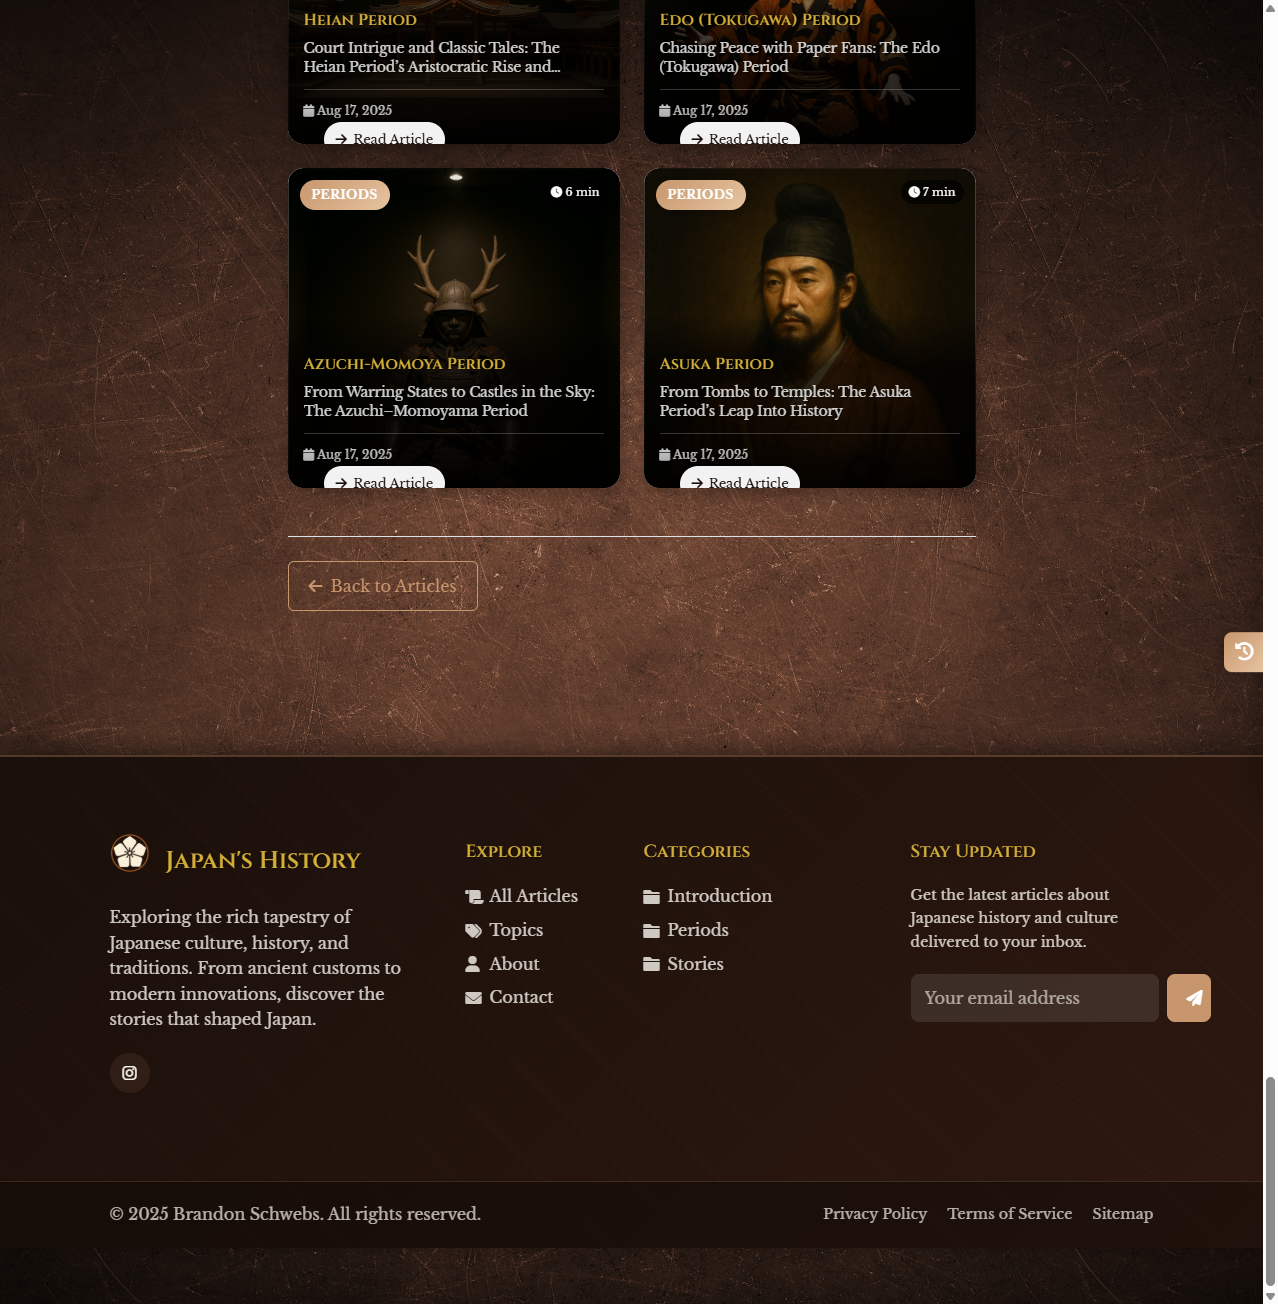 Heian Period
Court Intrigue and Classic Tales: The
Heian Period's Aristocratic Rise and...
Aug 17, 2025
Read Article
Edo (Tokugawa) Period
Chasing Peace with Paper Fans: The Edo
(Tokugawa) Period
Aug 17, 2025
Read Article
PERIODS
6 min
Azuchi-Momoya Period
From Warring States to Castles in the Sky:
The Azuchi–Momoyama Period
Aug 17, 2025
Read Article
PERIODS
7 min
Asuka Period
From Tombs to Temples: The Asuka
Period's Leap Into History
Aug 17, 2025
Read Article
Back to Articles
Japan's History
Exploring the rich tapestry of
Japanese culture, history, and
traditions. From ancient customs to
modern innovations, discover the
stories that shaped Japan.
Explore
All Articles
Topics
About
Contact
Categories
Introduction
Periods
Stories
Stay Updated
Get the latest articles about
Japanese history and culture
delivered to your inbox.
Your email address
© 2025 Brandon Schwebs. All rights reserved.
Privacy Policy Terms of Service Sitemap